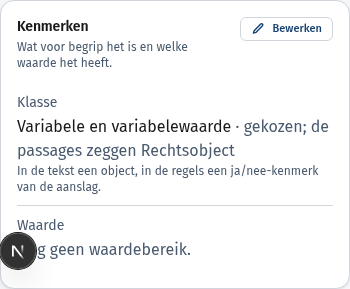 Kenmerken
Bewerken
Wat voor begrip het is en welke
waarde het heeft.
Klasse
Variabele en variabelewaarde · gekozen; de
passages zeggen Rechtsobject
In de tekst een object, in de regels een ja/nee-kenmerk
van de aanslag.
Waarde
geen waardebereik.
N